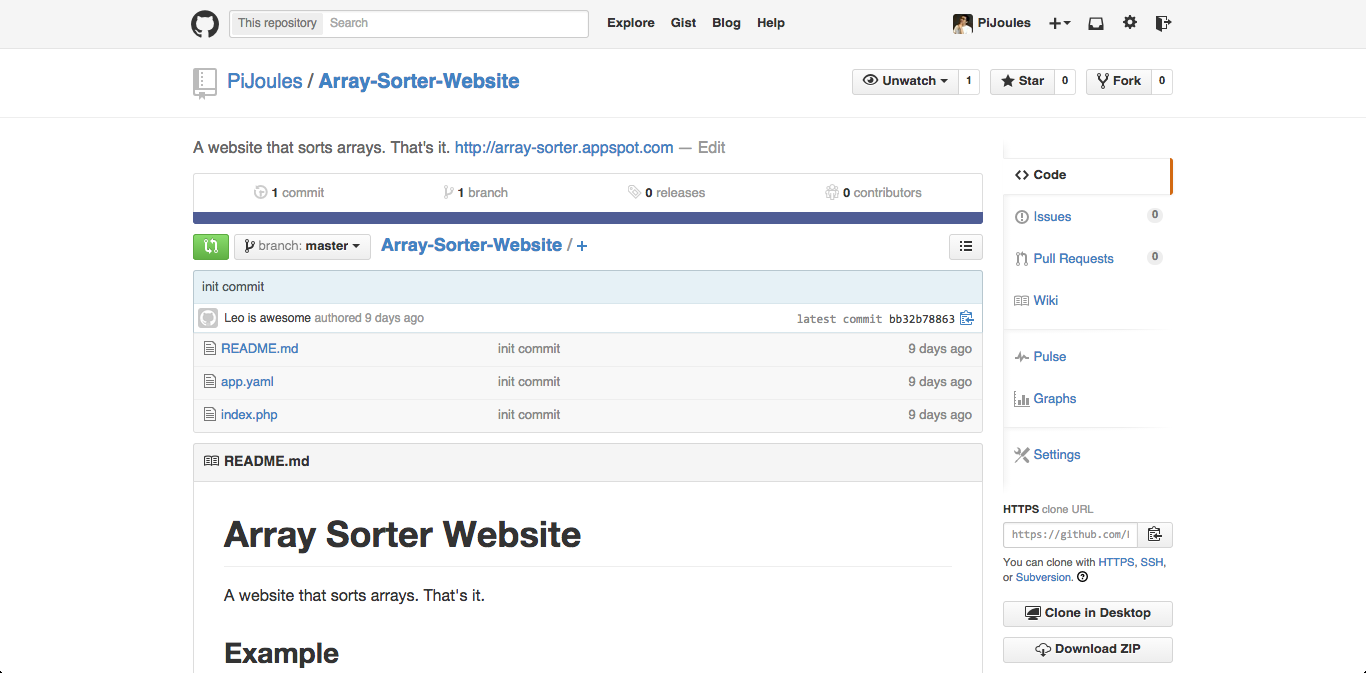 This repository Search Explore Gist Blog Help PiJoules
PiJoules / Array-Sorter-Website Unwatch 1 Star 0 Fork 0
A website that sorts arrays. That's it. http://array-sorter.appspot.com — Edit
1 commit 1 branch 0 releases 0 contributors
branch: master Array-Sorter-Website / +
init commit
Leo is awesome authored 9 days ago latest commit bb32b78863
README.md init commit 9 days ago
app.yaml init commit 9 days ago
index.php init commit 9 days ago
README.md
Array Sorter Website
A website that sorts arrays. That's it.
Example
Code
Issues 0
Pull Requests 0
Wiki
Pulse
Graphs
Settings
HTTPS clone URL
https://github.com/
You can clone with HTTPS, SSH,
or Subversion.
Clone in Desktop
Download ZIP